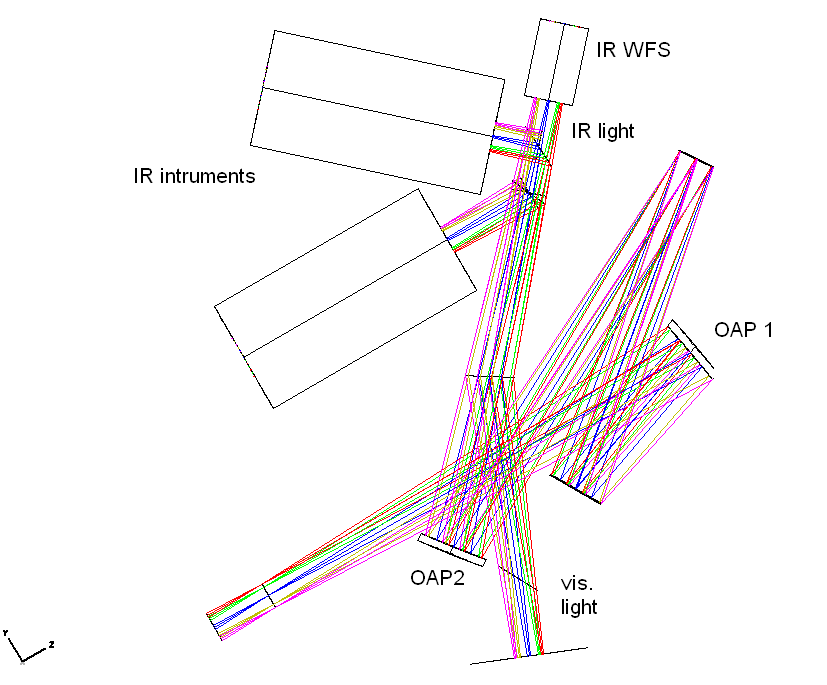 IR WFS
IR light
IR intruments
OAP 1
OAP2
vis.
light
Y
Z